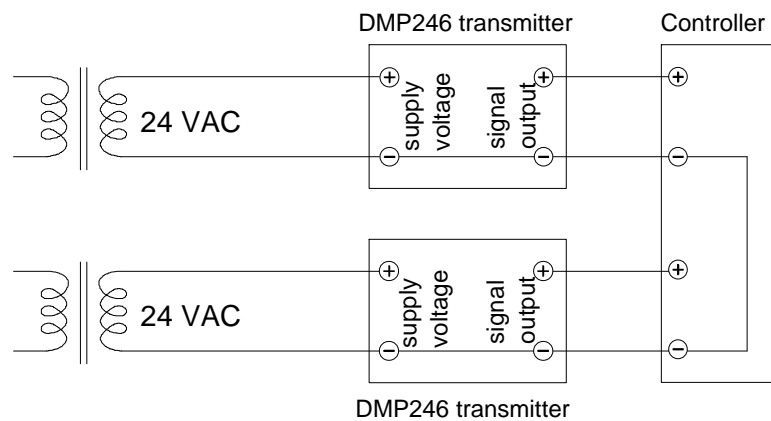 DMP246 transmitter
Controller
24 VAC
+
supply
voltage
signal
output
+
+
−
−
−
24 VAC
+
supply
voltage
signal
output
+
+
−
−
−
DMP246 transmitter